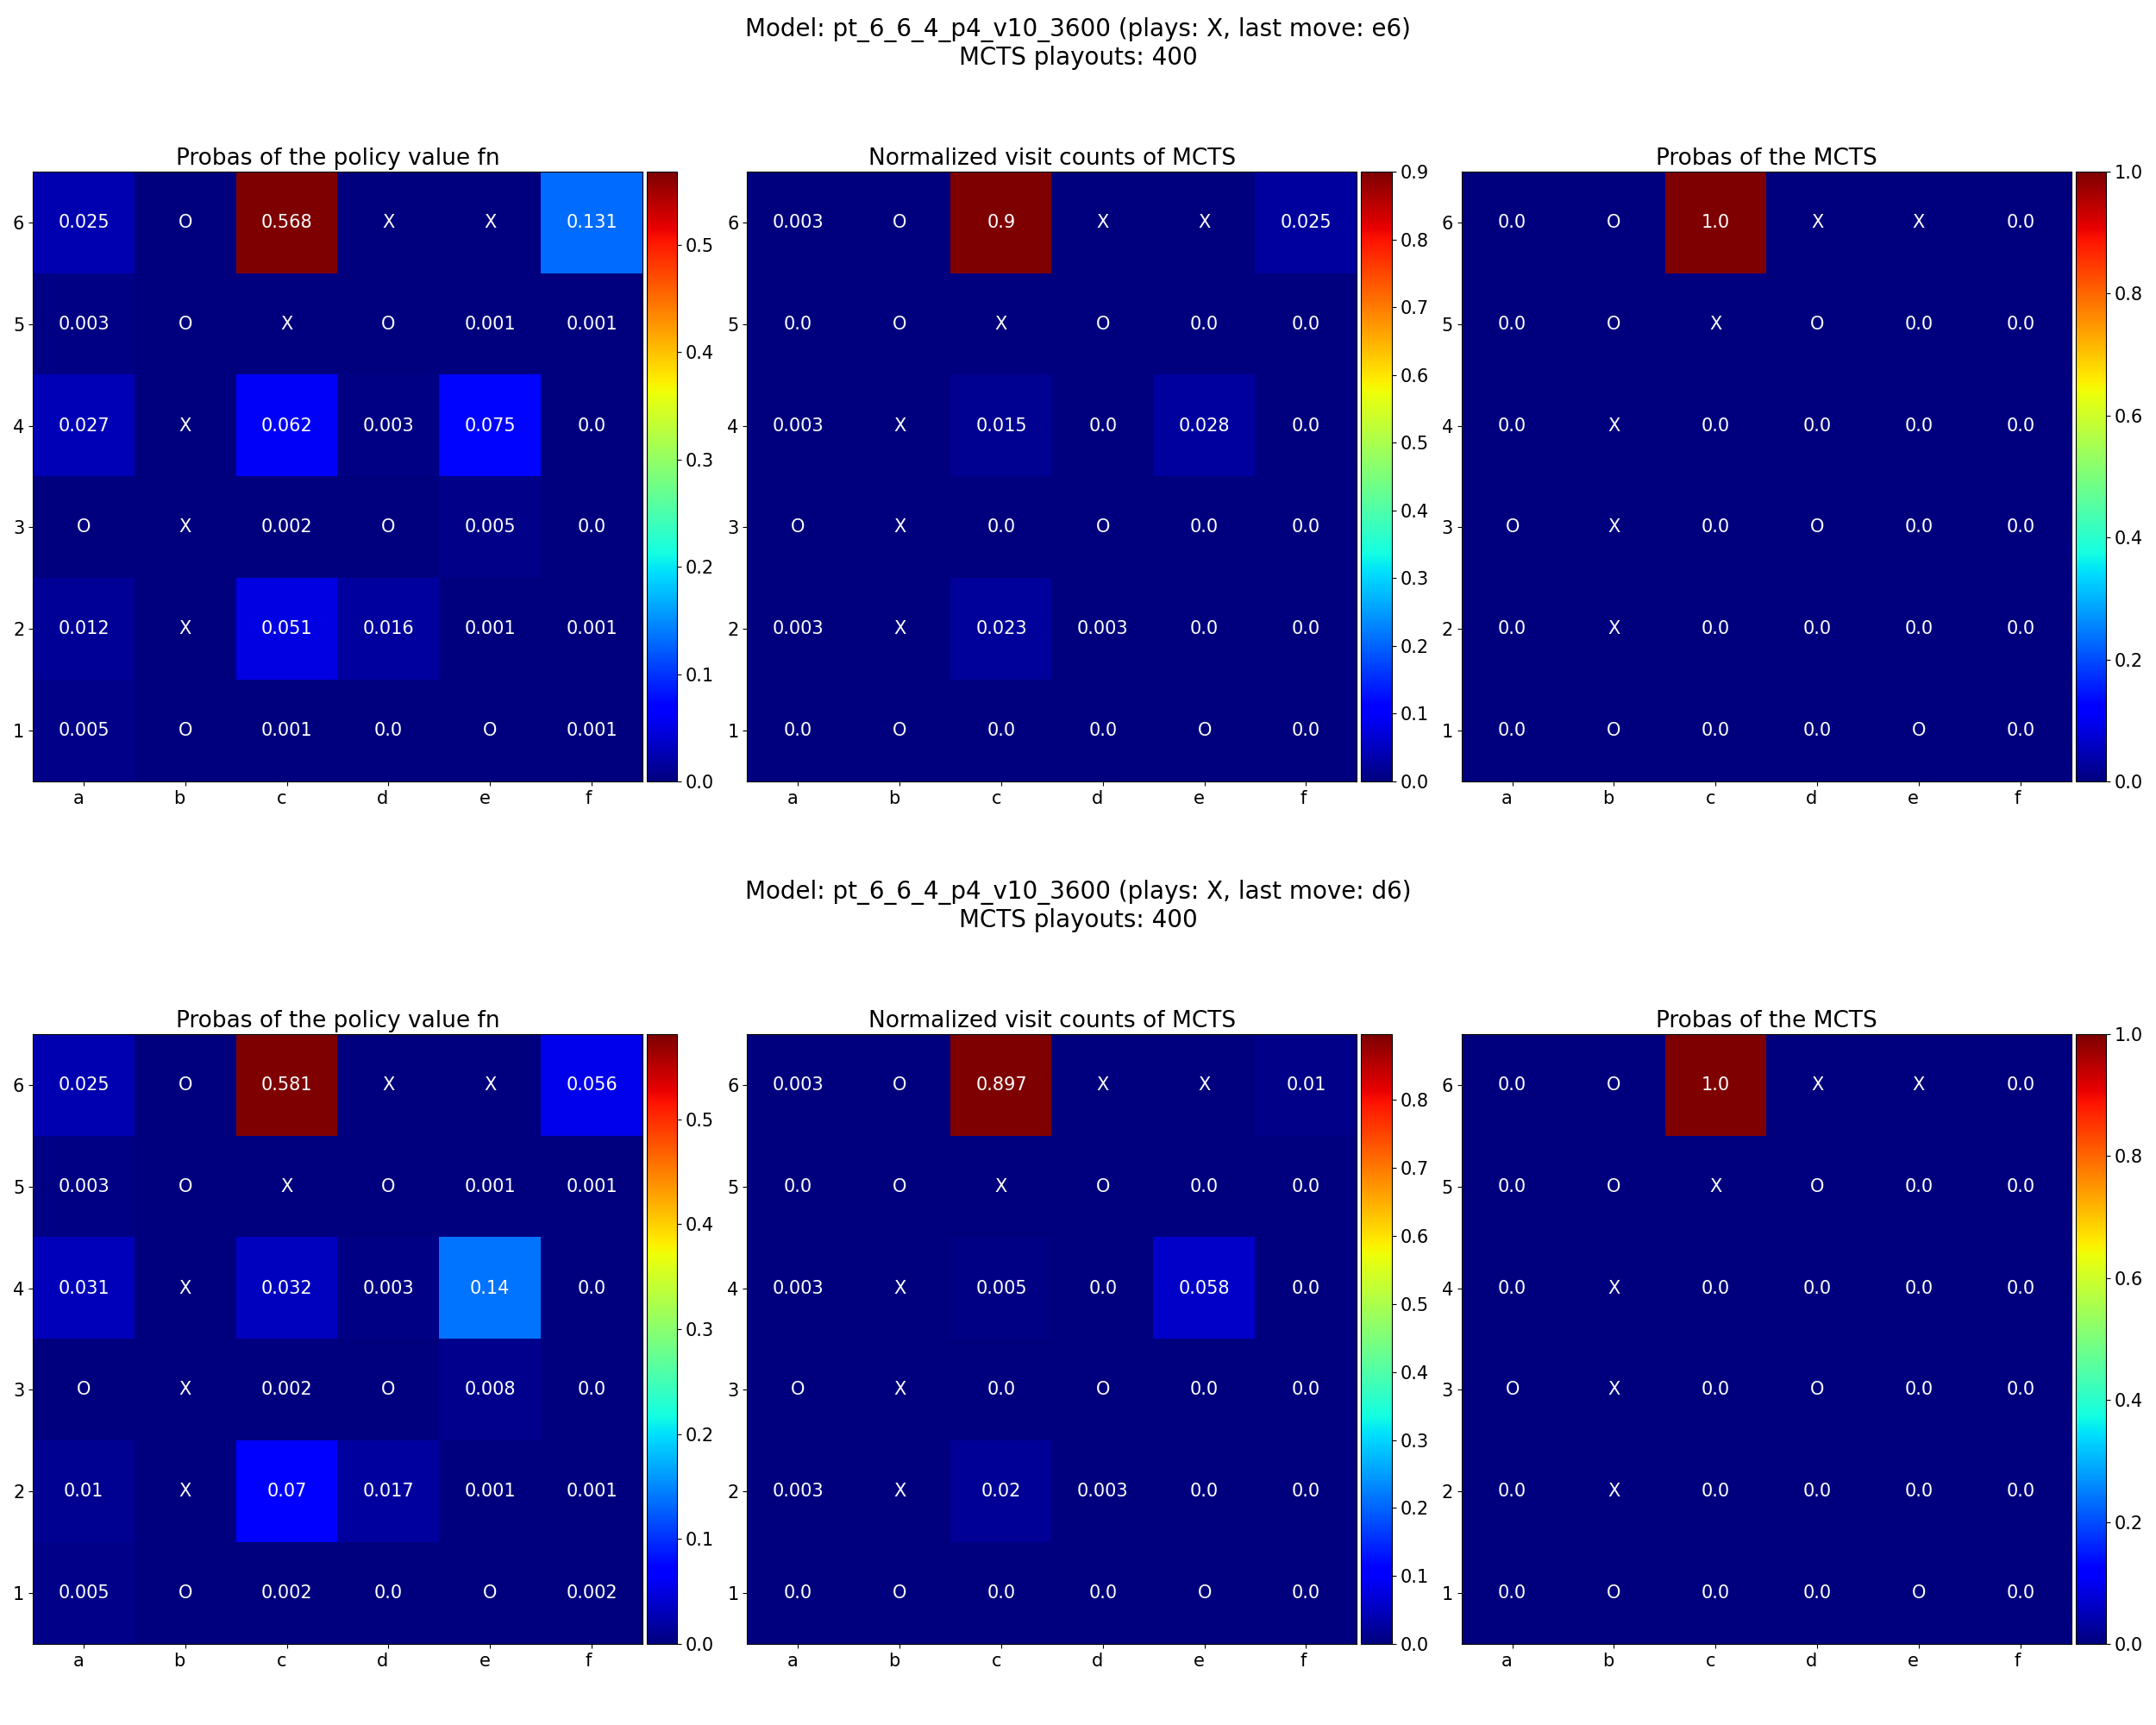 Model: pt_6_6_4_p4_v10_3600 (plays: X, last move: e6)
MCTS playouts: 400
Probas of the policy value fn
6 0.025 O 0.568 X X 0.131
5 0.003 O X O 0.001 0.001
4 0.027 X 0.062 0.003 0.075 0.0
3 O X 0.002 O 0.005 0.0
2 0.012 X 0.051 0.016 0.001 0.001
1 0.005 O 0.001 0.0 O 0.001
a b c d e f
0.5
0.4
0.3
0.2
0.1
0.0
Normalized visit counts of MCTS
6 0.003 O 0.9 X X 0.025
5 0.0 O X O 0.0 0.0
4 0.003 X 0.015 0.0 0.028 0.0
3 O X 0.0 O 0.0 0.0
2 0.003 X 0.023 0.003 0.0 0.0
1 0.0 O 0.0 0.0 O 0.0
a b c d e f
0.9
0.8
0.7
0.6
0.5
0.4
0.3
0.2
0.1
0.0
Probas of the MCTS
6 0.0 O 1.0 X X 0.0
5 0.0 O X O 0.0 0.0
4 0.0 X 0.0 0.0 0.0 0.0
3 O X 0.0 O 0.0 0.0
2 0.0 X 0.0 0.0 0.0 0.0
1 0.0 O 0.0 0.0 O 0.0
a b c d e f
1.0
0.8
0.6
0.4
0.2
0.0
Model: pt_6_6_4_p4_v10_3600 (plays: X, last move: d6)
MCTS playouts: 400
Probas of the policy value fn
6 0.025 O 0.581 X X 0.056
5 0.003 O X O 0.001 0.001
4 0.031 X 0.032 0.003 0.14 0.0
3 O X 0.002 O 0.008 0.0
2 0.01 X 0.07 0.017 0.001 0.001
1 0.005 O 0.002 0.0 O 0.002
a b c d e f
0.5
0.4
0.3
0.2
0.1
0.0
Normalized visit counts of MCTS
6 0.003 O 0.897 X X 0.01
5 0.0 O X O 0.0 0.0
4 0.003 X 0.005 0.0 0.058 0.0
3 O X 0.0 O 0.0 0.0
2 0.003 X 0.02 0.003 0.0 0.0
1 0.0 O 0.0 0.0 O 0.0
a b c d e f
0.8
0.7
0.6
0.5
0.4
0.3
0.2
0.1
0.0
Probas of the MCTS
6 0.0 O 1.0 X X 0.0
5 0.0 O X O 0.0 0.0
4 0.0 X 0.0 0.0 0.0 0.0
3 O X 0.0 O 0.0 0.0
2 0.0 X 0.0 0.0 0.0 0.0
1 0.0 O 0.0 0.0 O 0.0
a b c d e f
1.0
0.8
0.6
0.4
0.2
0.0